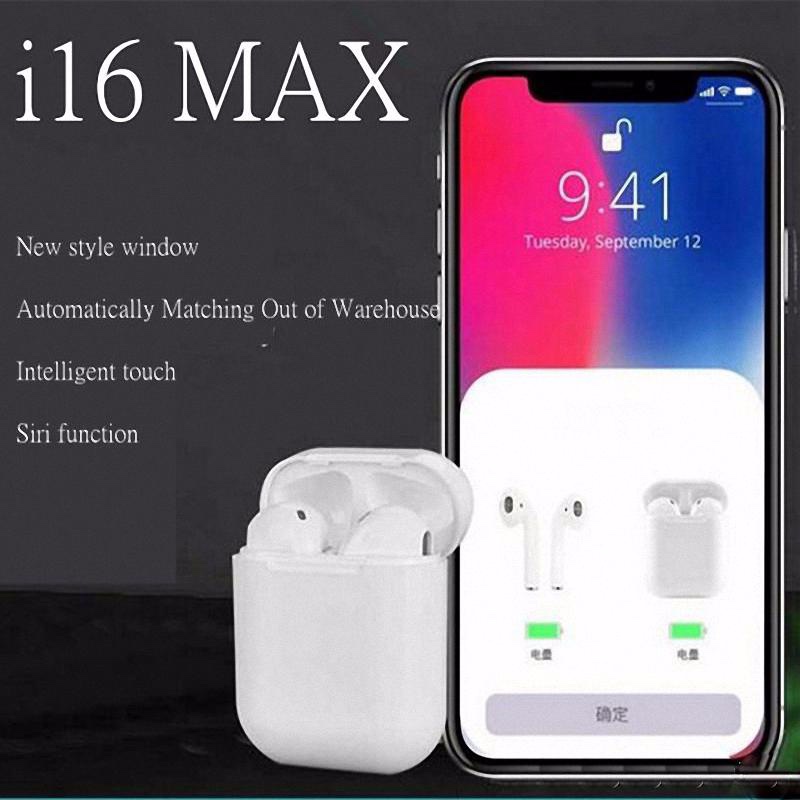 i16 MAX
9:41
Tuesday, September 12
New style window
Automatically Matching Out of Warehouse
Intelligent touch
Siri function
电量
电量
确定